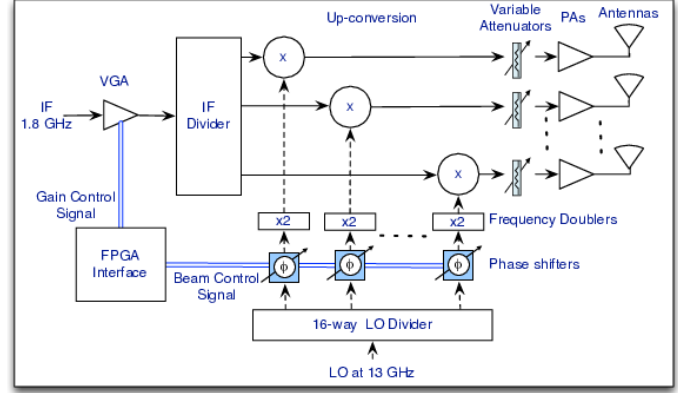 Up-conversion
Variable
Attenuators
PAs
Antennas
VGA
IF
1.8 GHz
IF
Divider
x
x
x
Gain Control
Signal
x2
x2
x2
Frequency Doublers
FPGA
Interface
Beam Control
Signal
ϕ
ϕ
ϕ
Phase shifters
16-way LO Divider
LO at 13 GHz